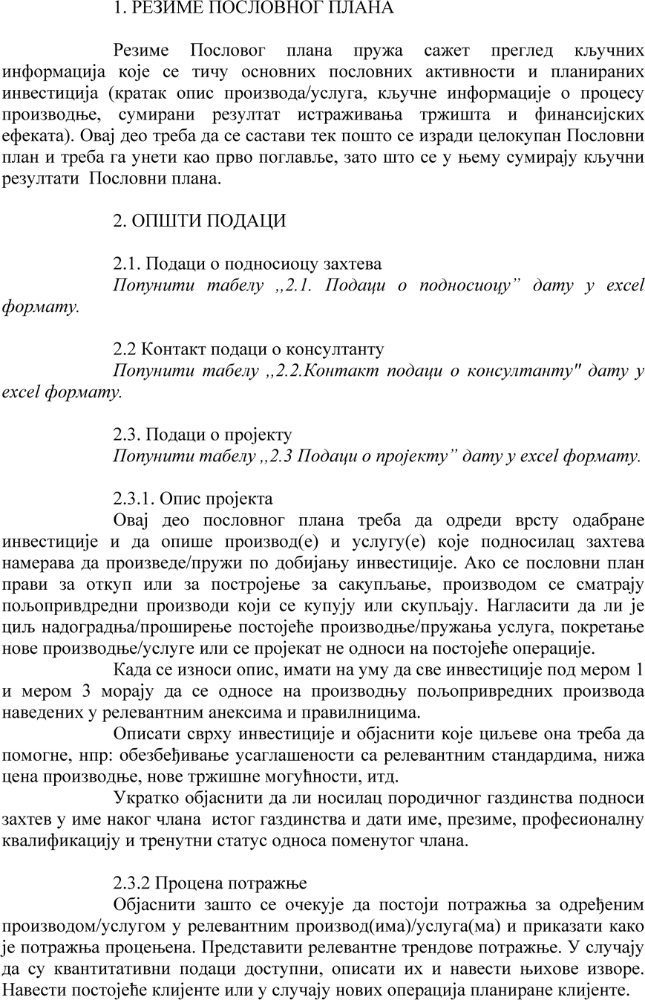 1. РЕЗИМЕ ПОСЛОВНОГ ПЛАНА
Резиме Пословог плана пружа сажет преглед кључних
информација које се тичу основних пословних активности и планираних
инвестиција (кратак опис производа/услуга, кључне информације о процесу
производње, сумирани резултат истраживања тржишта и финансијских
ефеката). Овај део треба да се састави тек пошто се изради целокупан Пословни
план и треба га унети као прво поглавље, зато што се у њему сумирају кључни
резултати  Пословни плана.
2. ОПШТИ ПОДАЦИ
2.1. Подаци о подносиоцу захтева
Попунити табелу ,,2.1. Подаци о подносиоцу” дату у excel
формату.
2.2 Контакт подаци о консултанту
Попунити табелу ,,2.2.Контакт подаци о консултанту" дату у
excel формату.
2.3. Подаци о пројекту
Попунити табелу ,,2.3 Подаци о пројекту” дату у excel формату.
2.3.1. Опис пројекта
Овај део пословног плана треба да одреди врсту одабране
инвестиције и да опише производ(е) и услугу(е) које подносилац захтева
намерава да произведе/пружи по добијању инвестиције. Ако се пословни план
прави за откуп или за постројење за сакупљање, производом се сматрају
пољопривдредни производи који се купују или скупљају. Нагласити да ли је
циљ надоградња/проширење постојеће производње/пружања услуга, покретање
нове производње/услуге или се пројекат не односи на постојеће операције.
Када се износи опис, имати на уму да све инвестиције под мером 1
и мером 3 морају да се односе на производњу пољопривредних производа
наведених у релевантним анексима и правилницима.
Описати сврху инвестиције и објаснити које циљеве она треба да
помогне, нпр: обезбеђивање усаглашености са релевантним стандардима, нижа
цена производње, нове тржишне могућности, итд.
Укратко објаснити да ли носилац породичног газдинства подноси
захтев у име наког члана  истог газдинства и дати име, презиме, професионалну
квалификацију и тренутни статус односа поменутог члана.
2.3.2 Процена потражње
Објаснити зашто се очекује да постоји потражња за одређеним
производом/услугом у релевантним производ(има)/услуга(ма) и приказати како
је потражња процењена. Представити релевантне трендове потражње. У случају
да су квантитативни подаци доступни, описати их и навести њихове изворе.
Навести постојеће клијенте или у случају нових операција планиране клијенте.